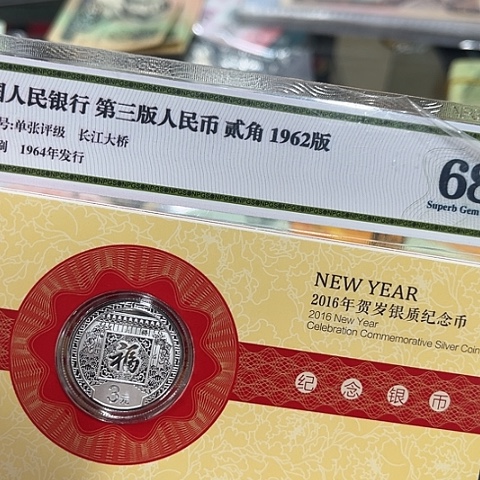 国人民银行 第三版人民币 贰角 1962版
号:单张评级 长江大桥
刷 1964年发行
68
Superb Gem
NEW YEAR
2016年贺岁银质纪念币
2016 New Year
Celebration Commemorative Silver Coin
纪念银币
福
3元